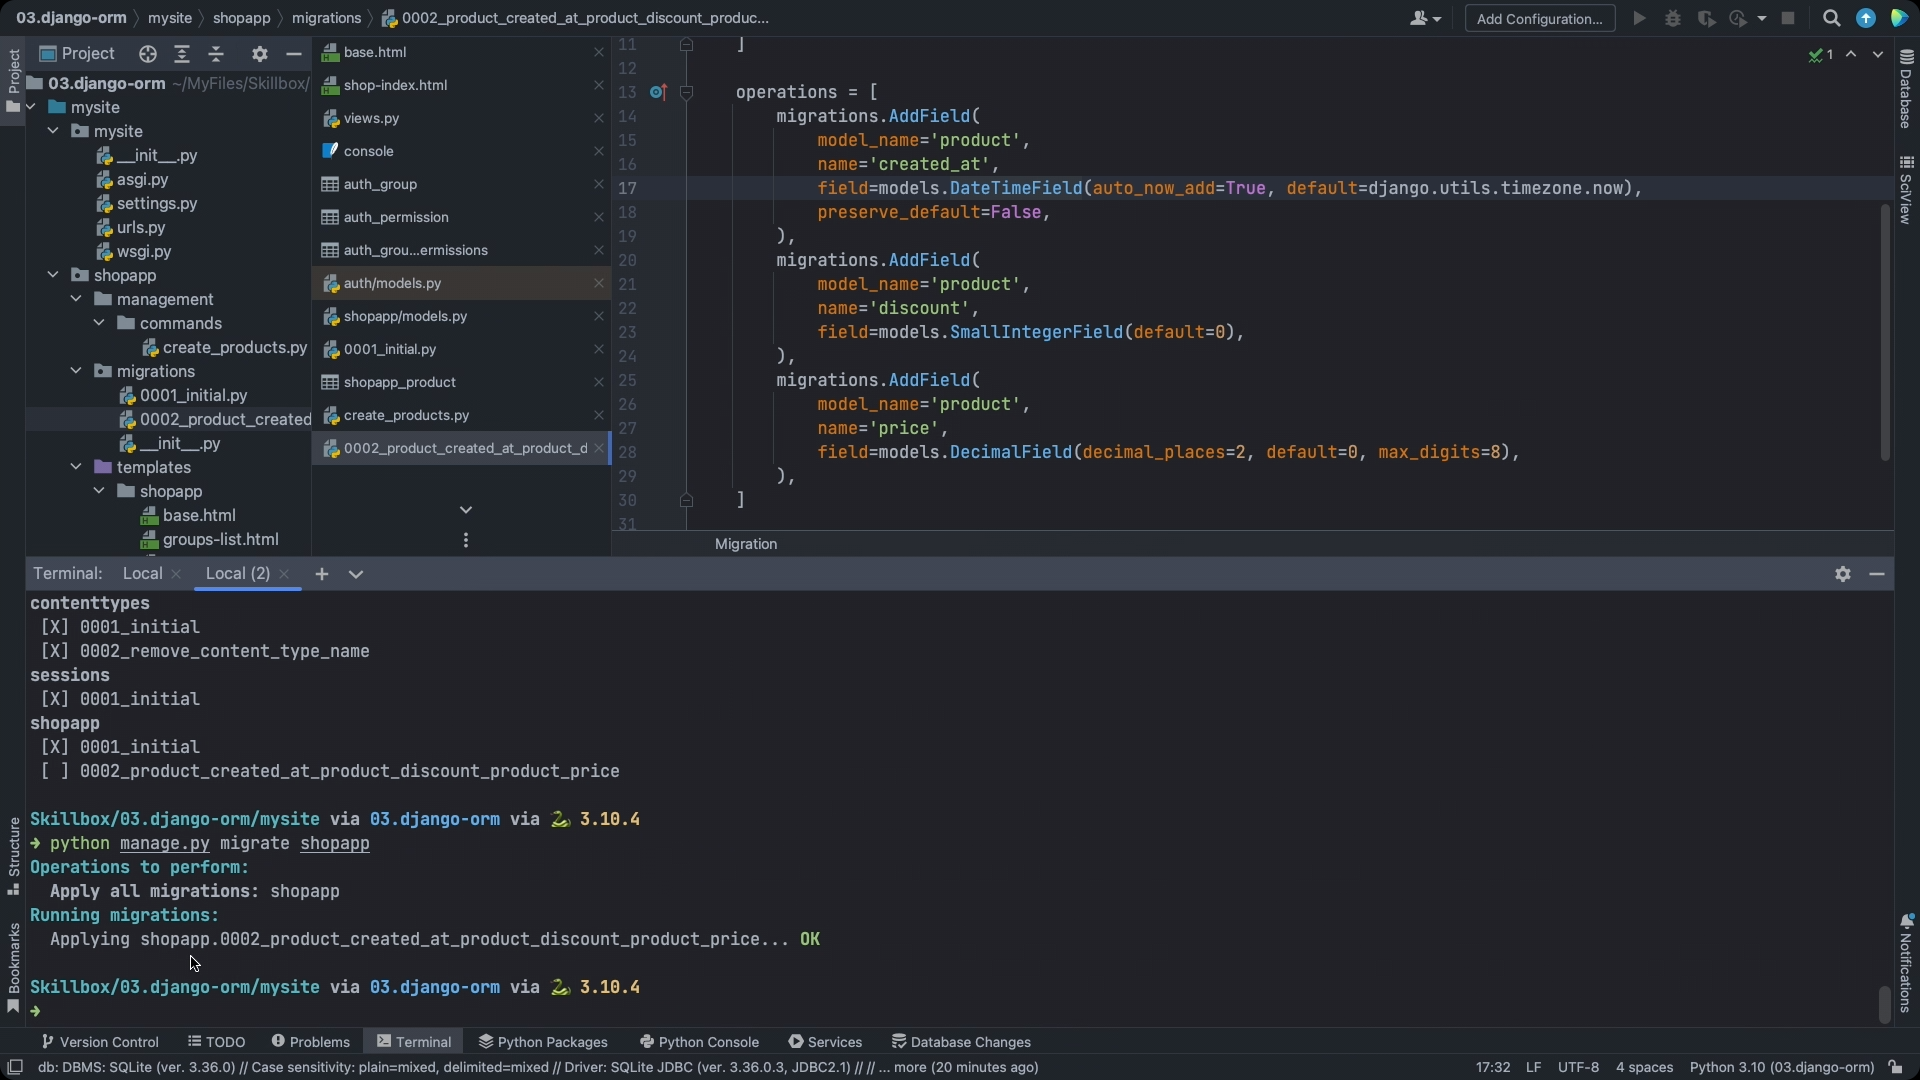 03.django-orm mysite shopapp migrations 0002_product_created_at_product_discount_produc...
Add Configuration...
Project
03.django-orm ~/MyFiles/Skillbox/
mysite
mysite
__init__.py
asgi.py
settings.py
urls.py
wsgi.py
shopapp
management
commands
create_products.py
migrations
0001_initial.py
0002_product_created
__init__.py
templates
shopapp
base.html
groups-list.html
base.html
shop-index.html
views.py
console
auth_group
auth_permission
auth_grou...ermissions
auth/models.py
shopapp/models.py
0001_initial.py
shopapp_product
create_products.py
0002_product_created_at_product_d
11 ]
12
13 operations = [
14 migrations.AddField(
15 model_name='product',
16 name='created_at',
17 field=models.DateTimeField(auto_now_add=True, default=django.utils.timezone.now),
18 preserve_default=False,
19 ),
20 migrations.AddField(
21 model_name='product',
22 name='discount',
23 field=models.SmallIntegerField(default=0),
24 ),
25 migrations.AddField(
26 model_name='product',
27 name='price',
28 field=models.DecimalField(decimal_places=2, default=0, max_digits=8),
29 ),
30 ]
31
1
Migration
Project
Structure
Bookmarks
Database
SciView
Notifications
Terminal: Local Local (2)
contenttypes
[X] 0001_initial
[X] 0002_remove_content_type_name
sessions
[X] 0001_initial
shopapp
[X] 0001_initial
[ ] 0002_product_created_at_product_discount_product_price
Skillbox/03.django-orm/mysite via 03.django-orm via 3.10.4
➜ python manage.py migrate shopapp
Operations to perform:
Apply all migrations: shopapp
Running migrations:
Applying shopapp.0002_product_created_at_product_discount_product_price... OK
Skillbox/03.django-orm/mysite via 03.django-orm via 3.10.4
➜
Version Control TODO Problems Terminal Python Packages Python Console Services Database Changes
db: DBMS: SQLite (ver. 3.36.0) // Case sensitivity: plain=mixed, delimited=mixed // Driver: SQLite JDBC (ver. 3.36.0.3, JDBC2.1) // // ... more (20 minutes ago) 17:32 LF UTF-8 4 spaces Python 3.10 (03.django-orm)